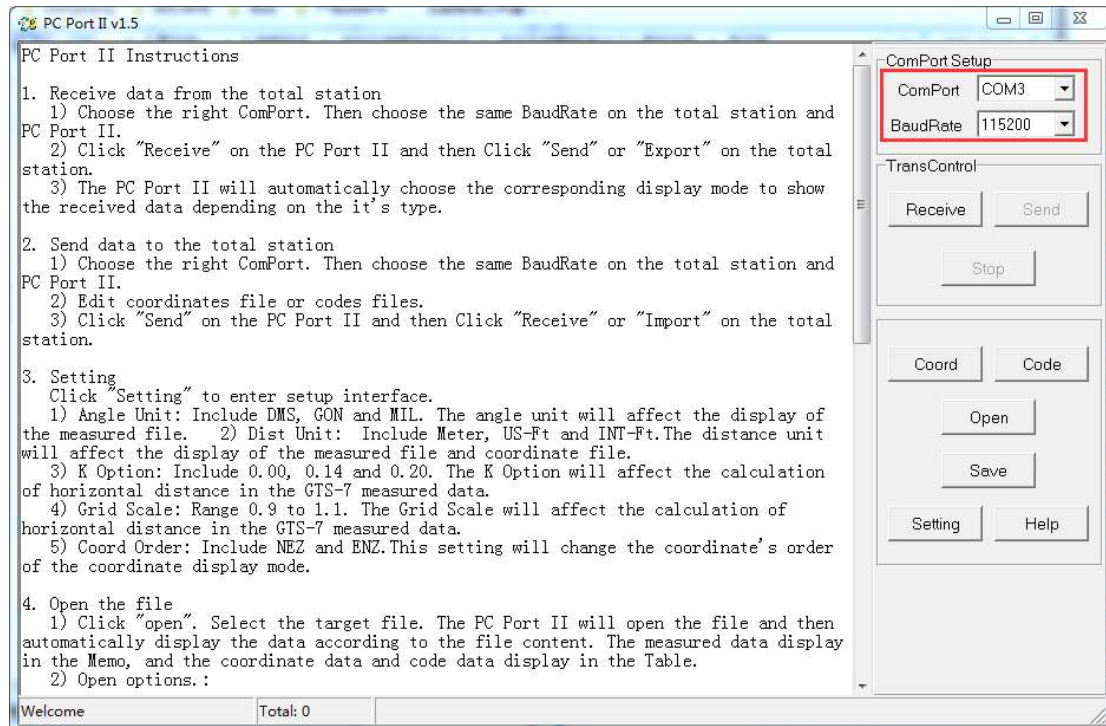 PC Port II v1.5
PC Port II Instructions
1. Receive data from the total station
1) Choose the right ComPort. Then choose the same BaudRate on the total station and
PC Port II.
2) Click "Receive" on the PC Port II and then Click "Send" or "Export" on the total
station.
3) The PC Port II will automatically choose the corresponding display mode to show
the received data depending on the it's type.
2. Send data to the total station
1) Choose the right ComPort. Then choose the same BaudRate on the total station and
PC Port II.
2) Edit coordinates file or codes files.
3) Click "Send" on the PC Port II and then Click "Receive" or "Import" on the total
station.
3. Setting
Click "Setting" to enter setup interface.
1) Angle Unit: Include DMS, GON and MIL. The angle unit will affect the display of
the measured file.   2) Dist Unit:  Include Meter, US-Ft and INT-Ft.The distance unit
will affect the display of the measured file and coordinate file.
3) K Option: Include 0.00, 0.14 and 0.20. The K Option will affect the calculation
of horizontal distance in the GTS-7 measured data.
4) Grid Scale: Range 0.9 to 1.1. The Grid Scale will affect the calculation of
horizontal distance in the GTS-7 measured data.
5) Coord Order: Include NEZ and ENZ.This setting will change the coordinate's order
of the coordinate display mode.
4. Open the file
1) Click "open". Select the target file. The PC Port II will open the file and then
automatically display the data according to the file content. The measured data display
in the Memo, and the coordinate data and code data display in the Table.
2) Open options.:
ComPort Setup
ComPort COM3
BaudRate 115200
TransControl
Receive Send
Stop
Coord Code
Open
Save
Setting Help
Welcome Total: 0